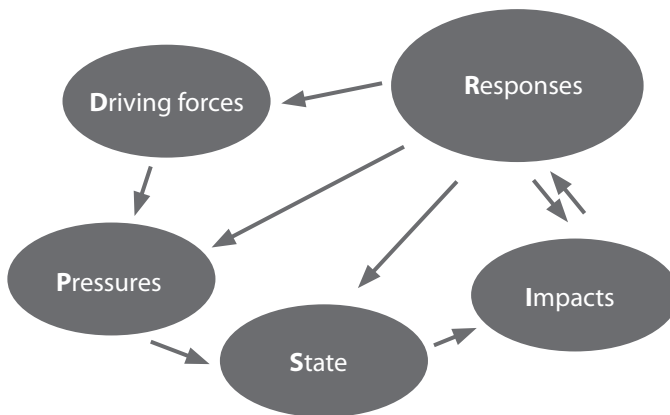 Responses
Driving forces
Pressures
Impacts
State